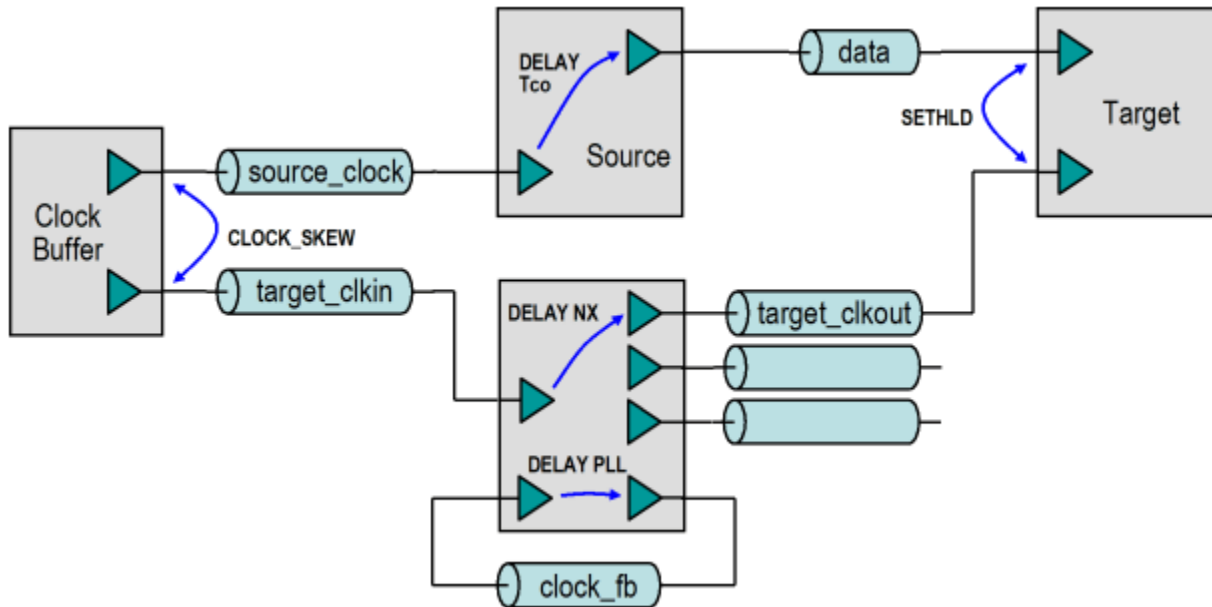 DELAY
Tco
data
SETHLD
Target
Source
source_clock
Clock
Buffer
CLOCK_SKEW
target_clkin
DELAY NX
target_clkout
DELAY PLL
clock_fb